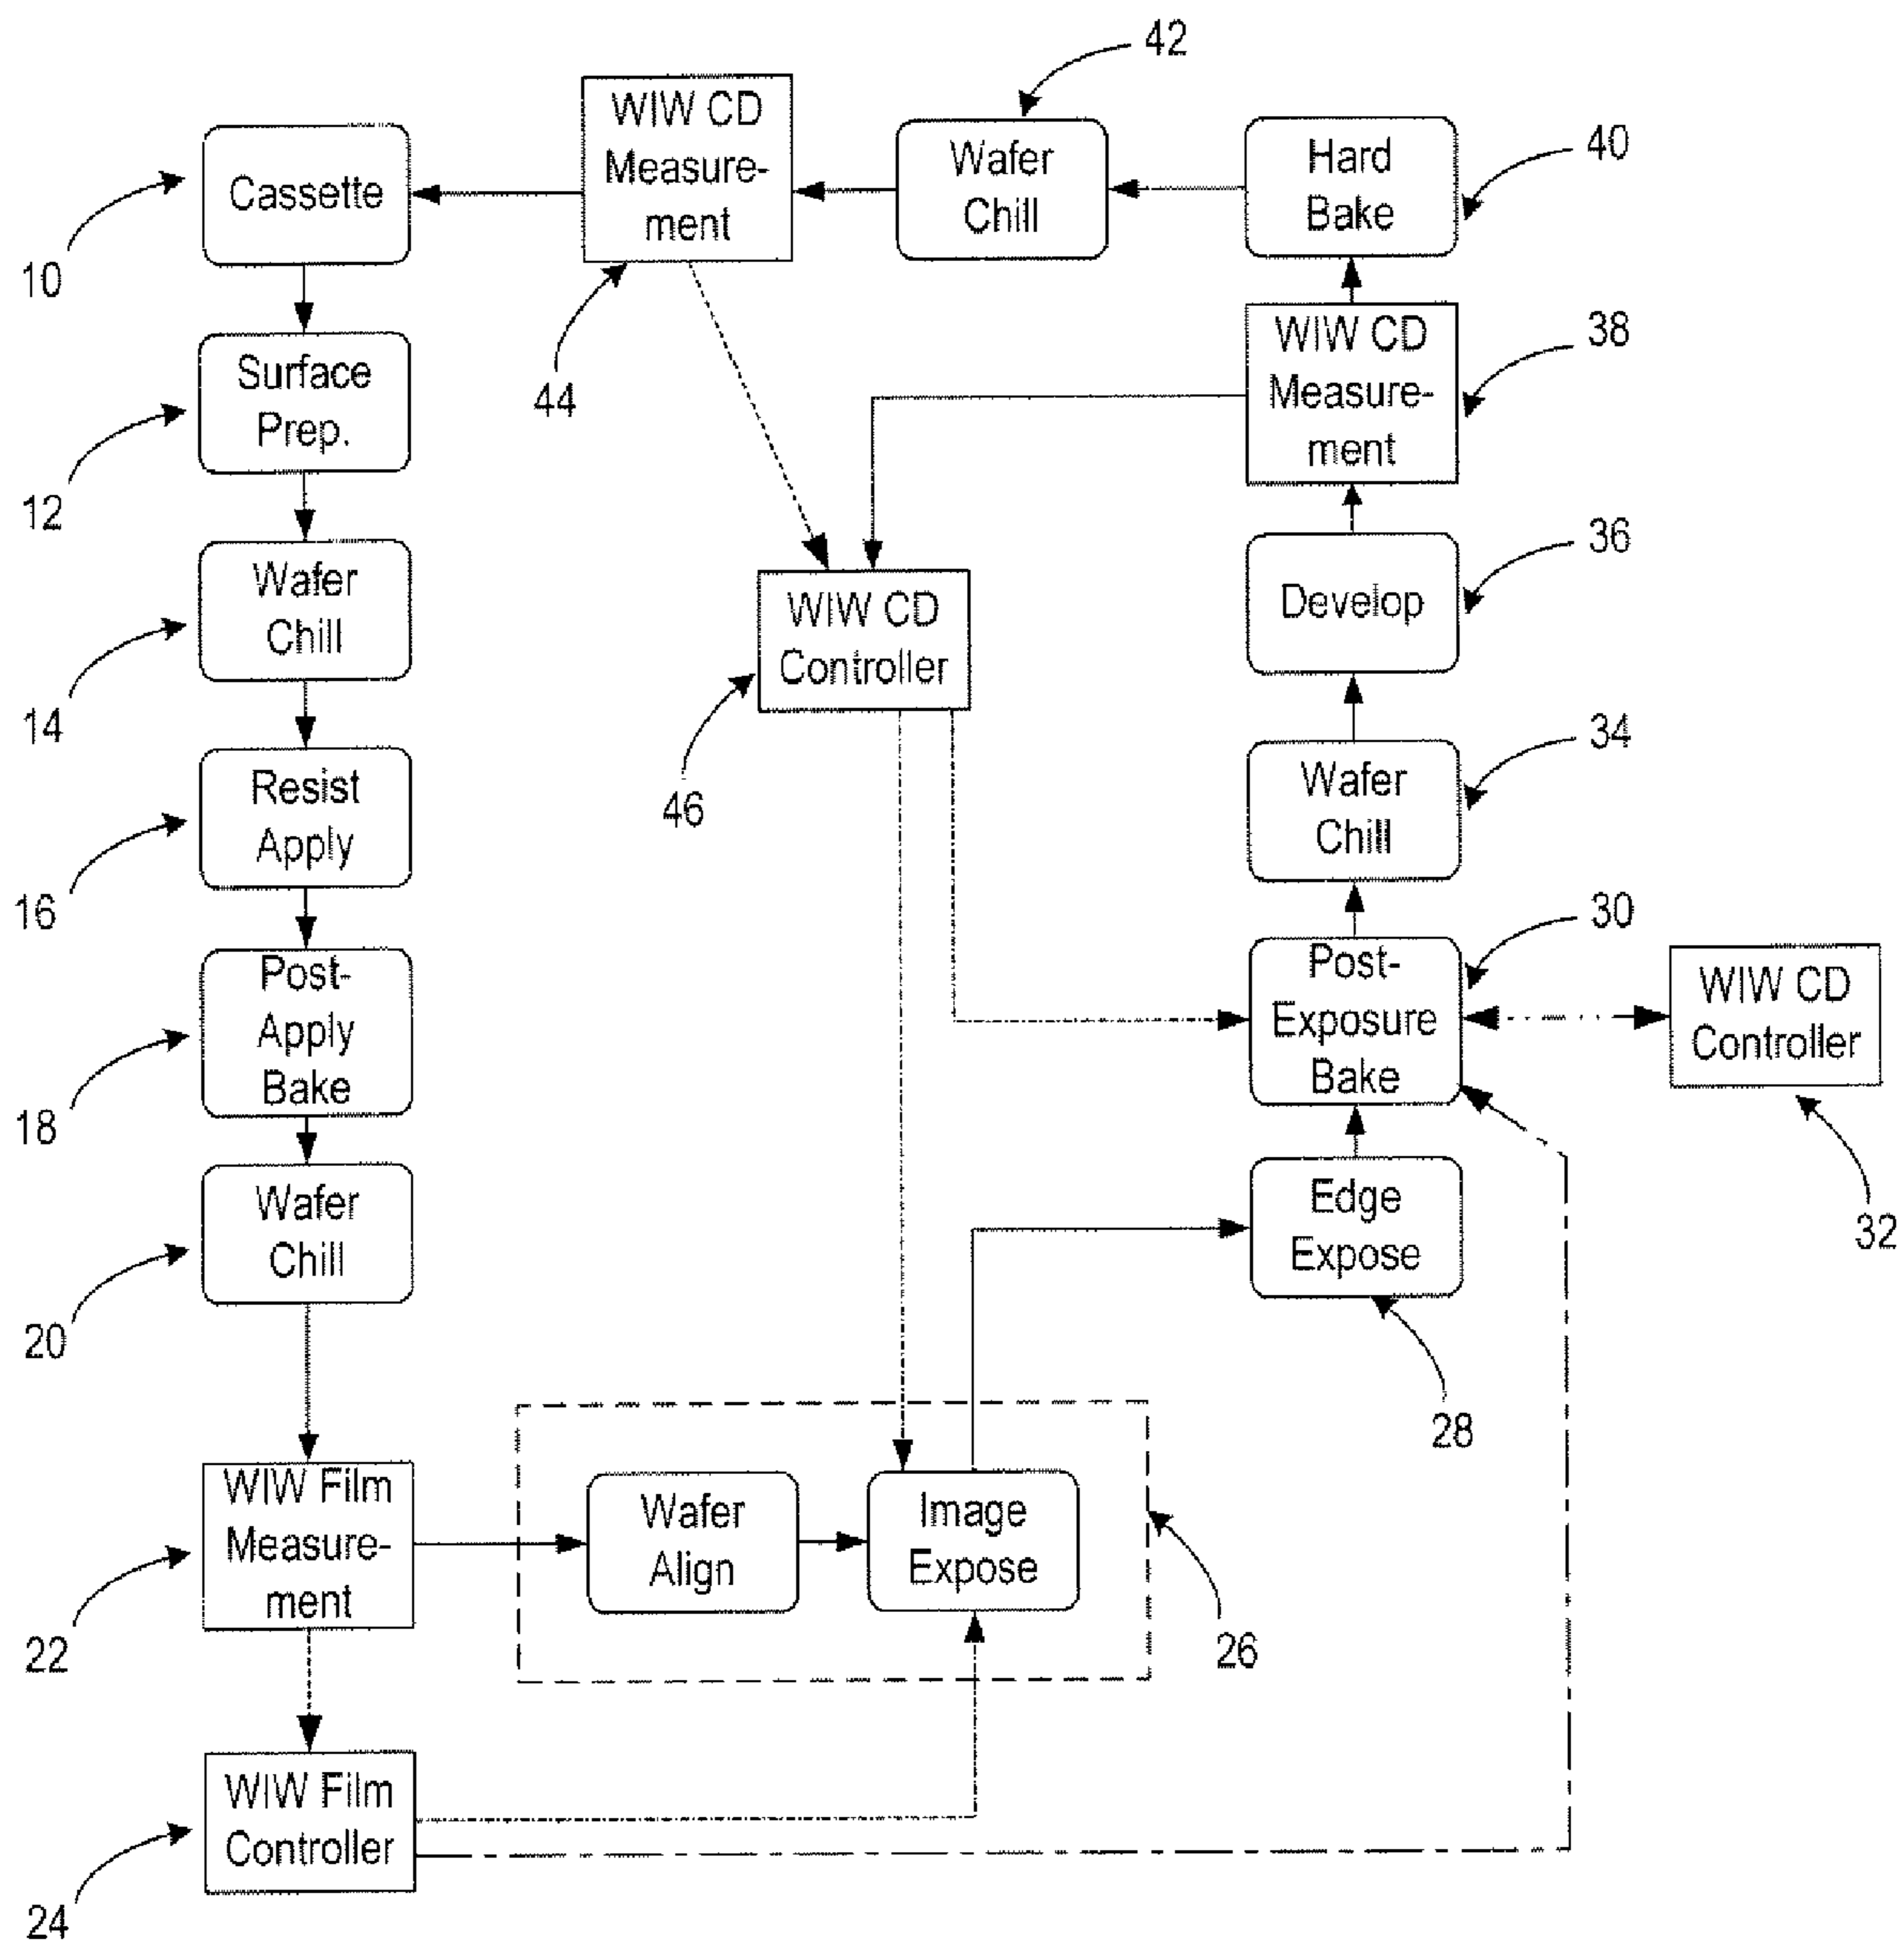 42
WIW CD
Measure-
ment
Cassette
Wafer
Chill
Hard
Bake
40
10
44
Surface
Prep.
12
WIW CD
Measure-
ment
38
Wafer
Chill
14
WIW CD
Controller
46
Develop
36
Resist
Apply
16
Wafer
Chill
34
Post-
Apply
Bake
18
Post-
Exposure
Bake
30
WIW CD
Controller
32
Wafer
Chill
20
Edge
Expose
28
WIW Film
Measure-
ment
22
Wafer
Align
Image
Expose
26
WIW Film
Controller
24